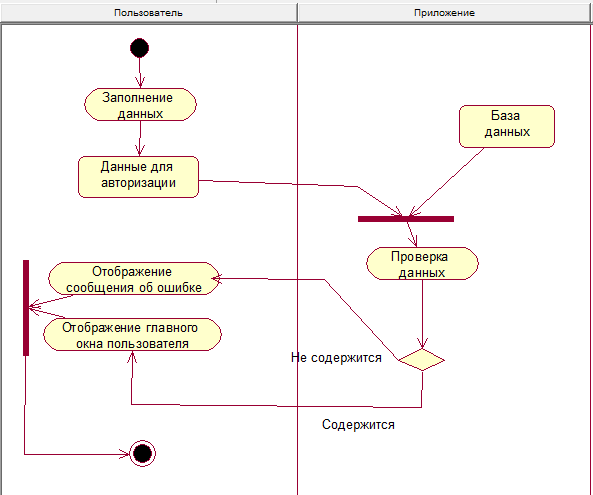 Пользователь
Приложение
Заполнение
данных
База
данных
Данные для
авторизации
Проверка
данных
Отображение
сообщения об ошибке
Отображение главного
окна пользователя
Не содержится
Содержится